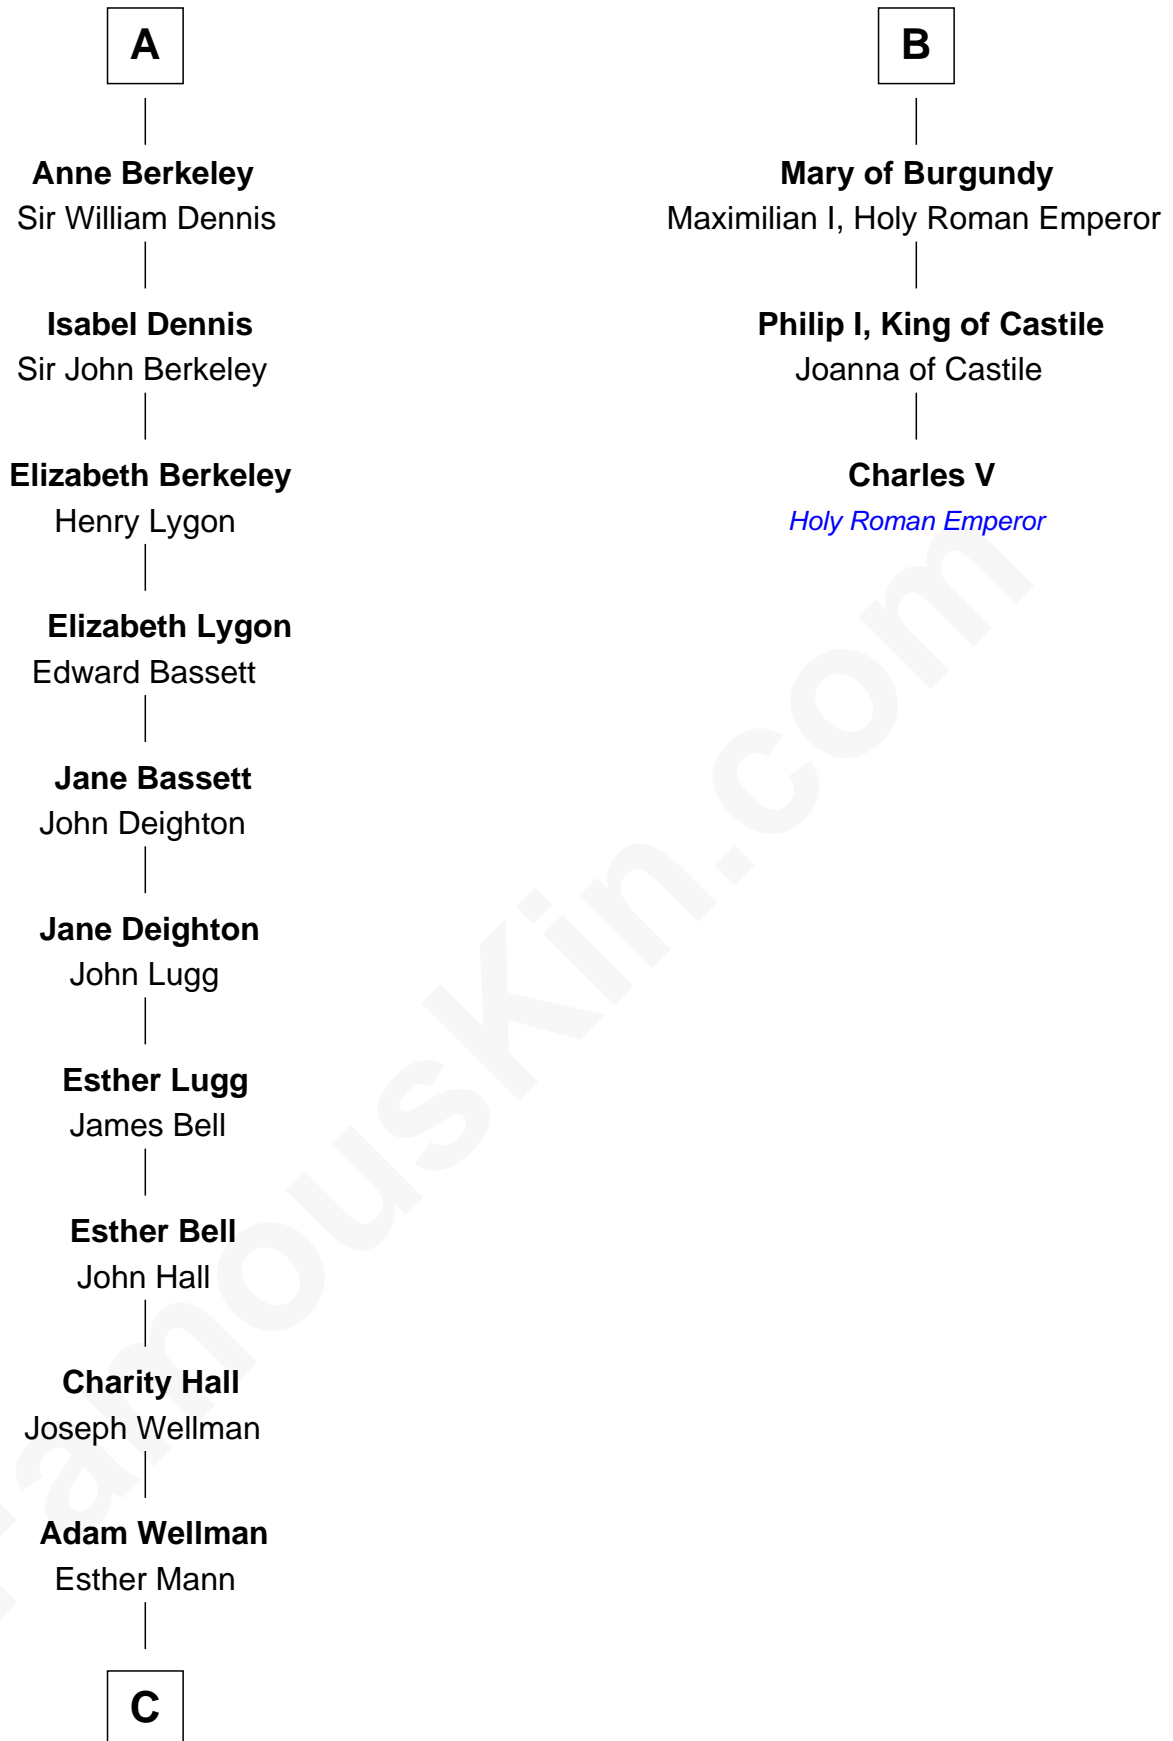 A
Anne Berkeley
Sir William Dennis
Isabel Dennis
Sir John Berkeley
Elizabeth Berkeley
Henry Lygon
Elizabeth Lygon
Edward Bassett
Jane Bassett
John Deighton
Jane Deighton
John Lugg
Esther Lugg
James Bell
Esther Bell
John Hall
Charity Hall
Joseph Wellman
Adam Wellman
Esther Mann
C
B
Mary of Burgundy
Maximilian I, Holy Roman Emperor
Philip I, King of Castile
Joanna of Castile
Charles V
Holy Roman Emperor
FamousKin.com